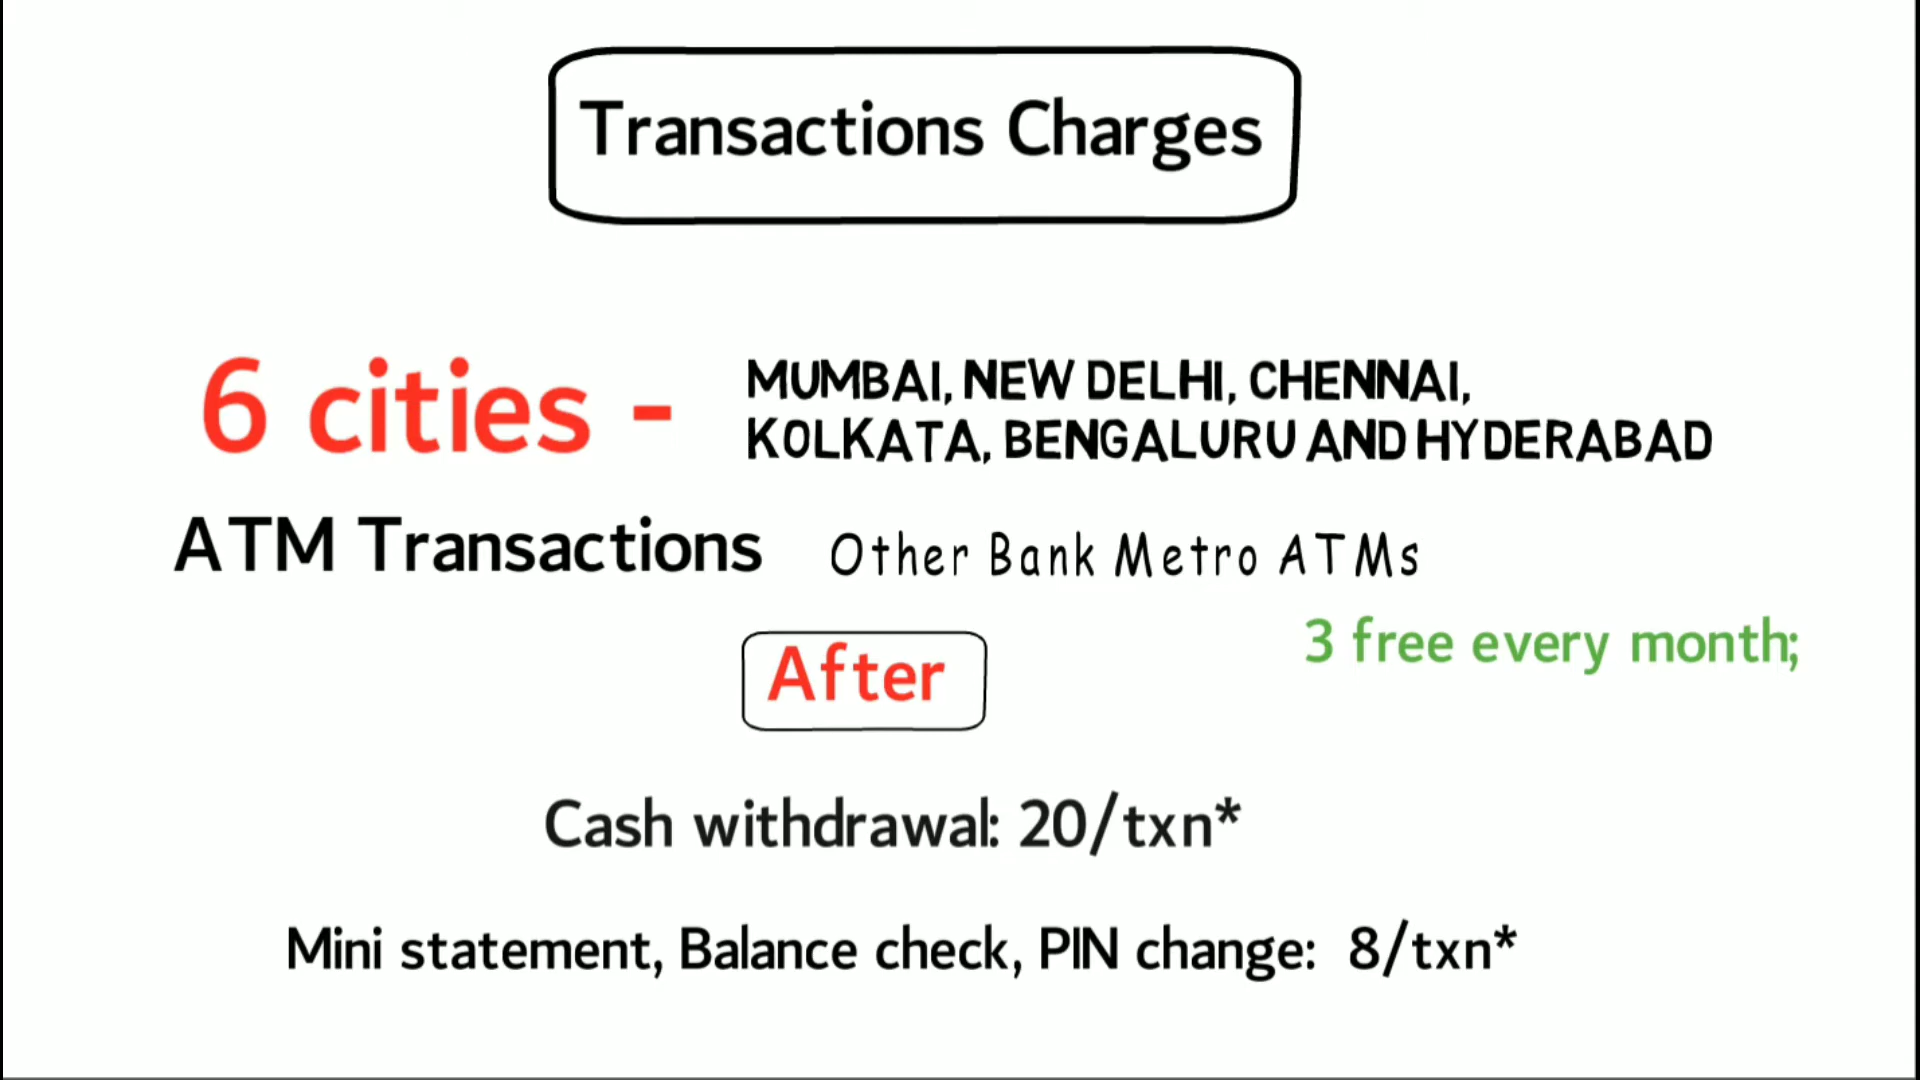 Transactions Charges
6 cities -
MUMBAI, NEW DELHI, CHENNAI,
KOLKATA, BENGALURU AND HYDERABAD
ATM Transactions
Other Bank Metro ATMs
3 free every month;
After
Cash withdrawal: 20/txn*
Mini statement, Balance check, PIN change: 8/txn*